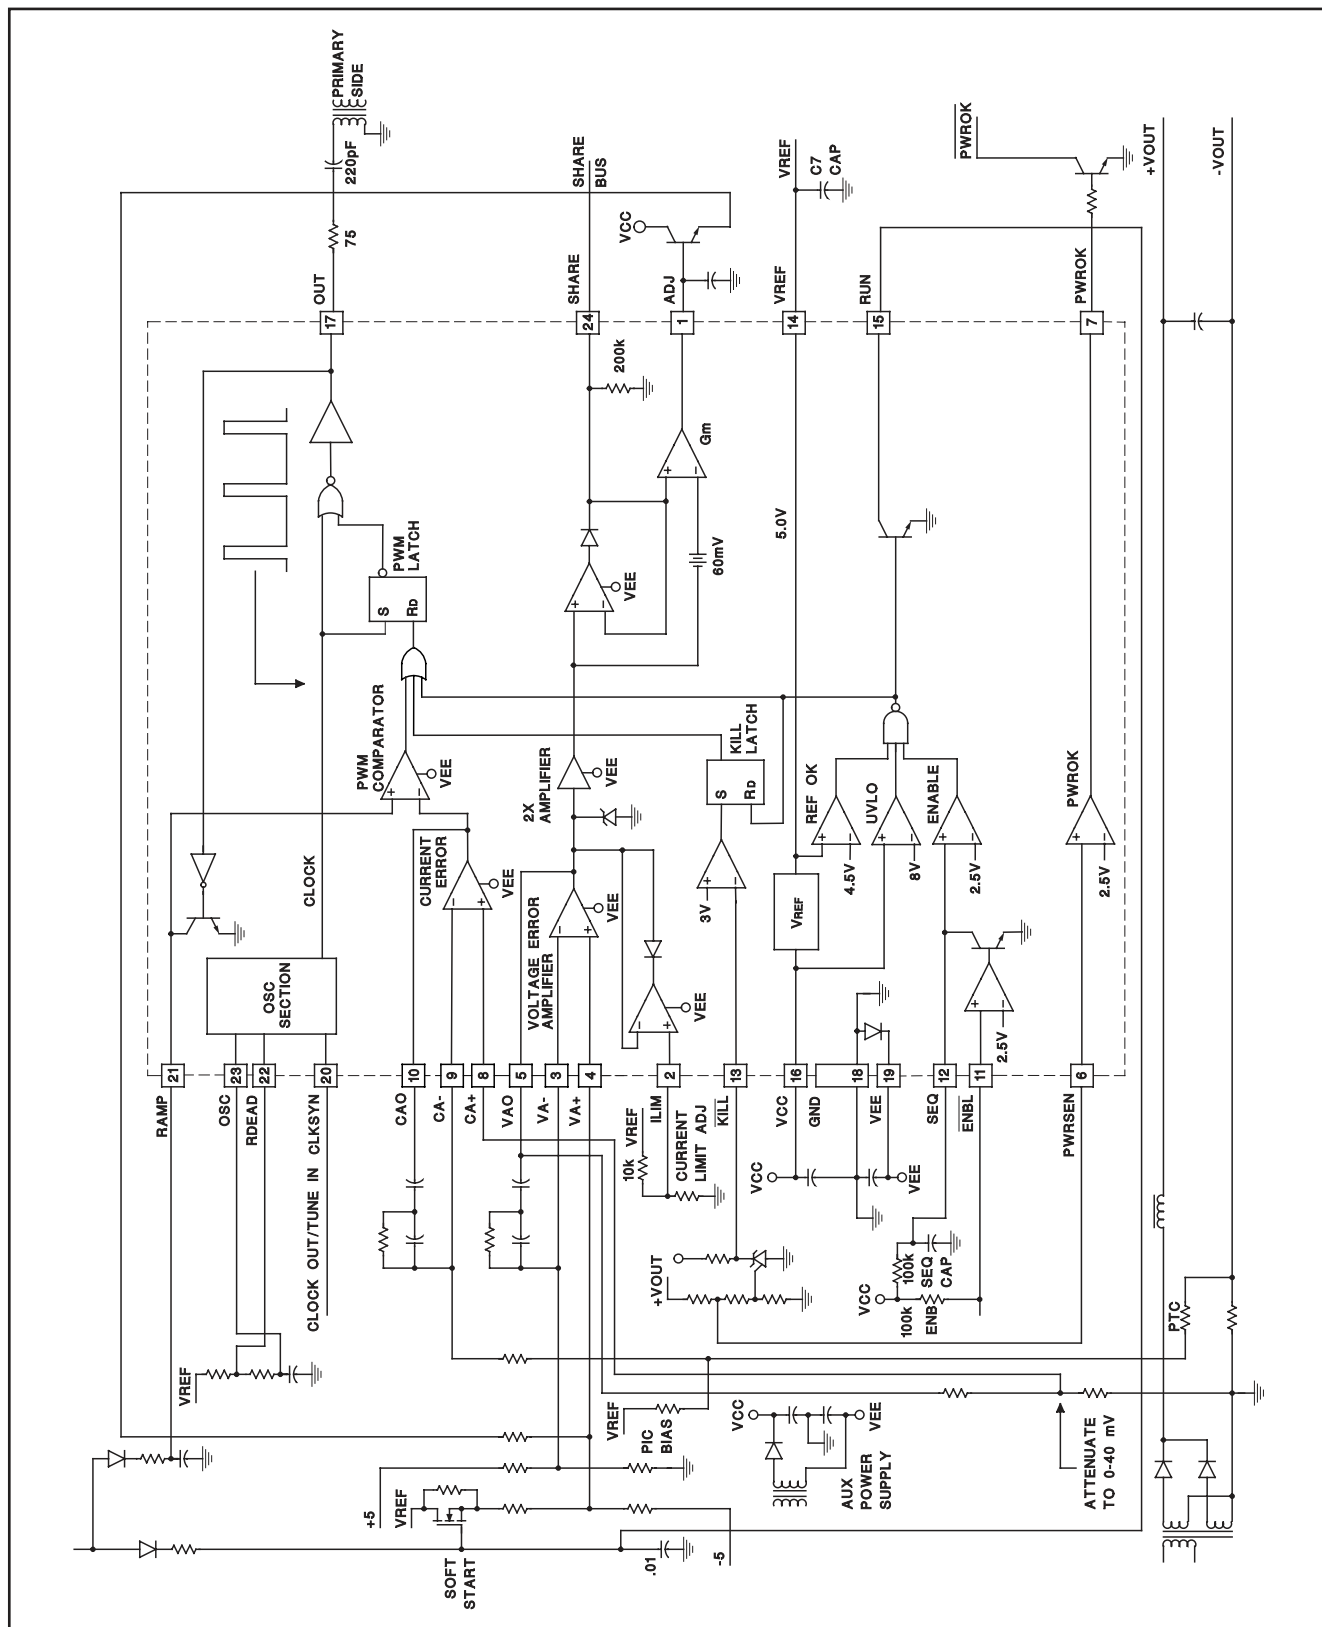 PRIMARY
SIDE
220pF
75
OUT
17
SHARE
BUS
SHARE
24
200k
VCC
ADJ
1
Gm
VREF
C7
CAP
VREF
14
5.0V
RUN
15
PWROK
PWROK
7
+VOUT
-VOUT
PWM
LATCH
S
RD
+
-
VEE
60mV
+
-
PWM
COMPARATOR
+
-
VEE
2X
AMPLIFIER
VEE
KILL
LATCH
S
RD
REF OK
+
-
4.5V
UVLO
+
-
8V
ENABLE
+
-
2.5V
PWROK
+
-
2.5V
CLOCK
CURRENT
ERROR
-
+
VEE
VOLTAGE ERROR
AMPLIFIER
-
+
VEE
-
+
VEE
3V
+
-
VREF
+
-
2.5V
OSC
SECTION
21
23
22
20
10
9
8
5
3
4
2
13
16
18
19
12
11
6
RAMP
OSC
RDEAD
CLOCK OUT/TUNE IN CLKSYN
CAO
CA-
CA+
VAO
VA-
VA+
ILIM
KILL
VCC
GND
VEE
SEQ
ENBL
PWRSEN
10k
VREF
CURRENT
LIMIT ADJ
VCC
VEE
+VOUT
100k
SEQ
CAP
VCC
100k
ENB
PTC
VREF
VREF
PIC
BIAS
VCC
VEE
AUX
POWER
SUPPLY
ATTENUATE
TO 0-40 mV
+5
VREF
SOFT
START
.01
-5